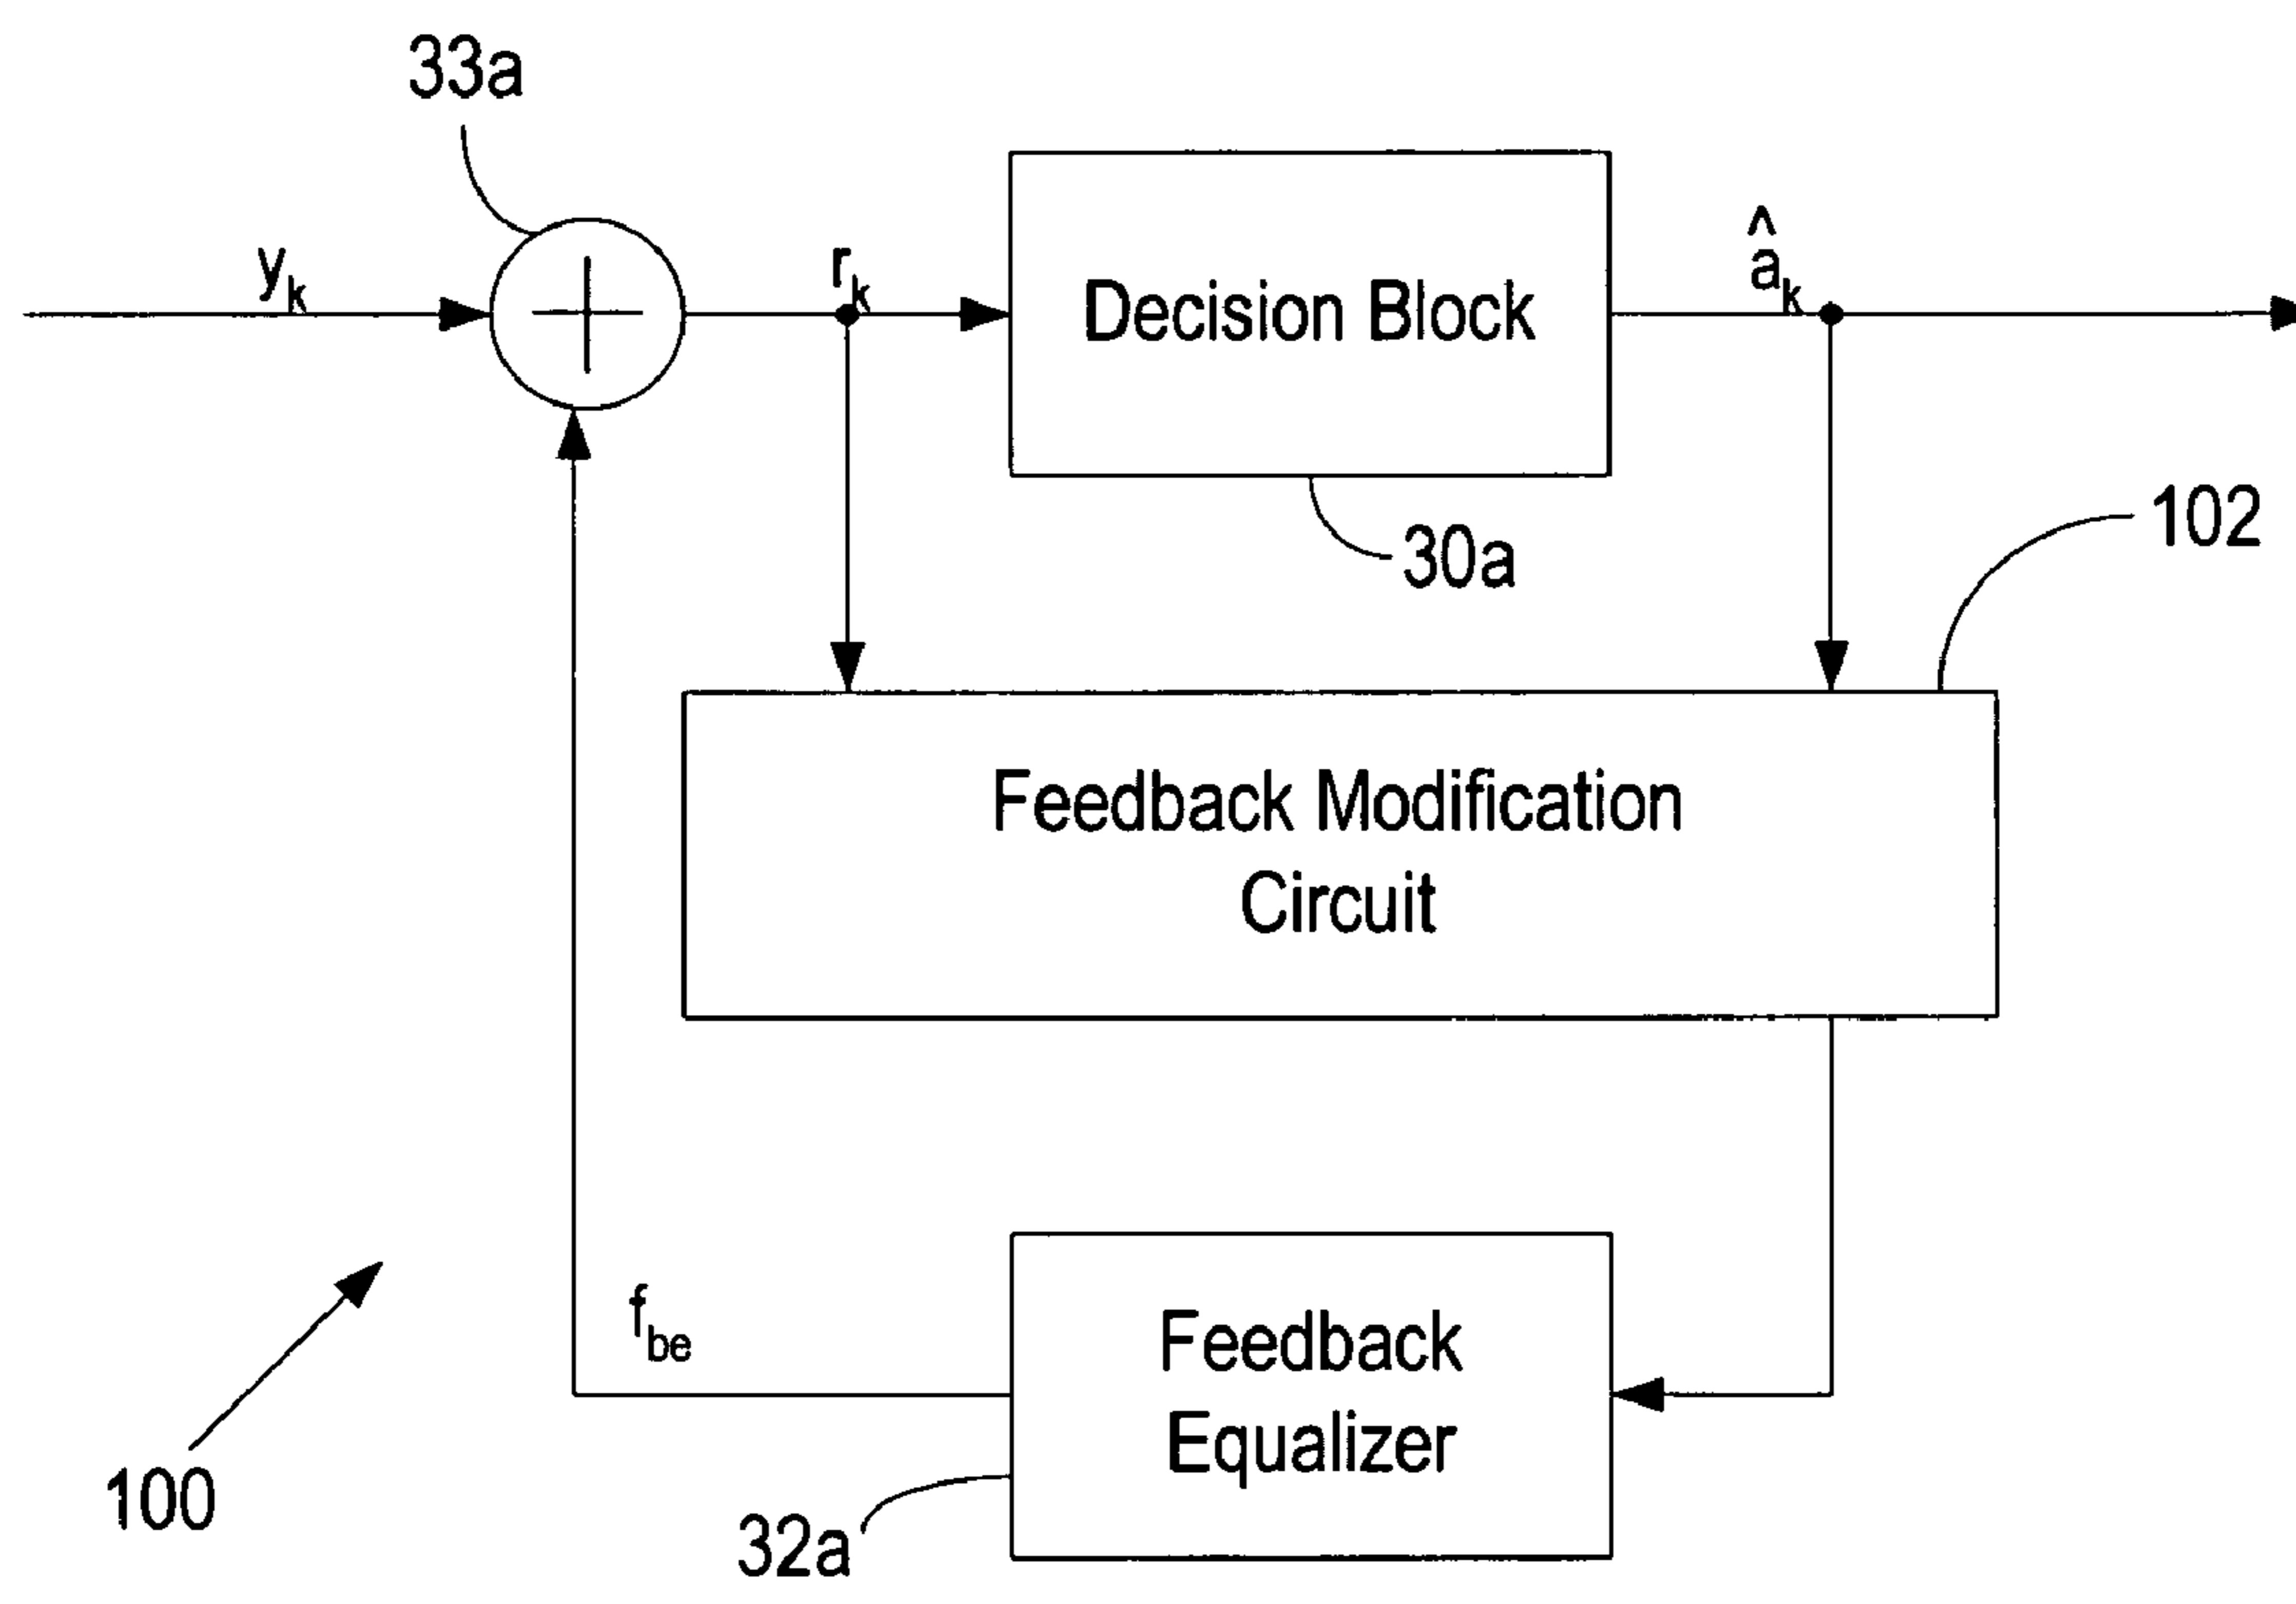 33a
y_k
r_k
Decision Block
â_k
30a
102
Feedback Modification
Circuit
f_be
Feedback
Equalizer
32a
100